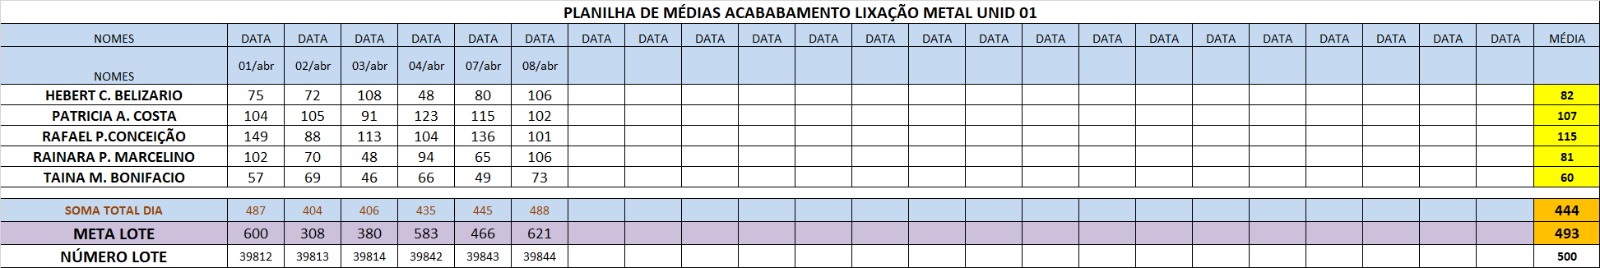 PLANILHA DE MÉDIAS ACABABAMENTO LIXAÇÃO METAL UNID 01
NOMES DATA DATA DATA DATA DATA DATA DATA DATA DATA DATA DATA DATA DATA DATA DATA DATA DATA DATA DATA DATA DATA DATA DATA MÉDIA
NOMES 01/abr 02/abr 03/abr 04/abr 07/abr 08/abr
HEBERT C. BELIZARIO 75 72 108 48 80 106 82
PATRICIA A. COSTA 104 105 91 123 115 102 107
RAFAEL P.CONCEIÇÃO 149 88 113 104 136 101 115
RAINARA P. MARCELINO 102 70 48 94 65 106 81
TAINA M. BONIFACIO 57 69 46 66 49 73 60
SOMA TOTAL DIA 487 404 406 435 445 488 444
META LOTE 600 308 380 583 466 621 493
NÚMERO LOTE 39812 39813 39814 39842 39843 39844 500